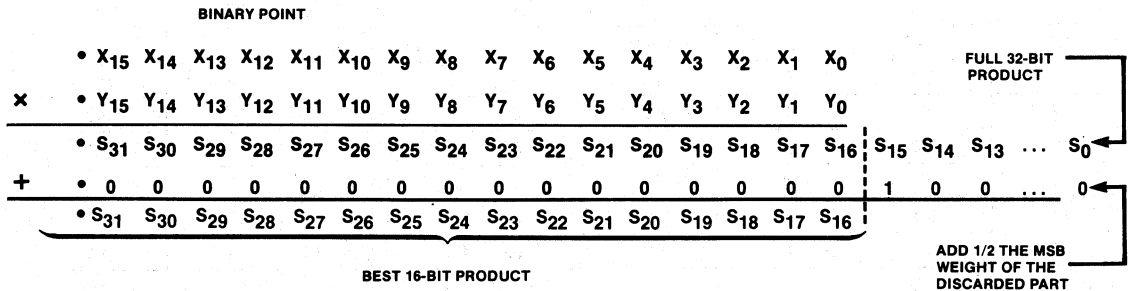 BINARY POINT
• X15 X14 X13 X12 X11 X10 X9 X8 X7 X6 X5 X4 X3 X2 X1 X0
FULL 32-BIT
PRODUCT
× • Y15 Y14 Y13 Y12 Y11 Y10 Y9 Y8 Y7 Y6 Y5 Y4 Y3 Y2 Y1 Y0
• S31 S30 S29 S28 S27 S26 S25 S24 S23 S22 S21 S20 S19 S18 S17 S16 S15 S14 S13 ... S0
+ • 0 0 0 0 0 0 0 0 0 0 0 0 0 0 0 0 1 0 0 ... 0
• S31 S30 S29 S28 S27 S26 S25 S24 S23 S22 S21 S20 S19 S18 S17 S16
BEST 16-BIT PRODUCT
ADD 1/2 THE MSB
WEIGHT OF THE
DISCARDED PART